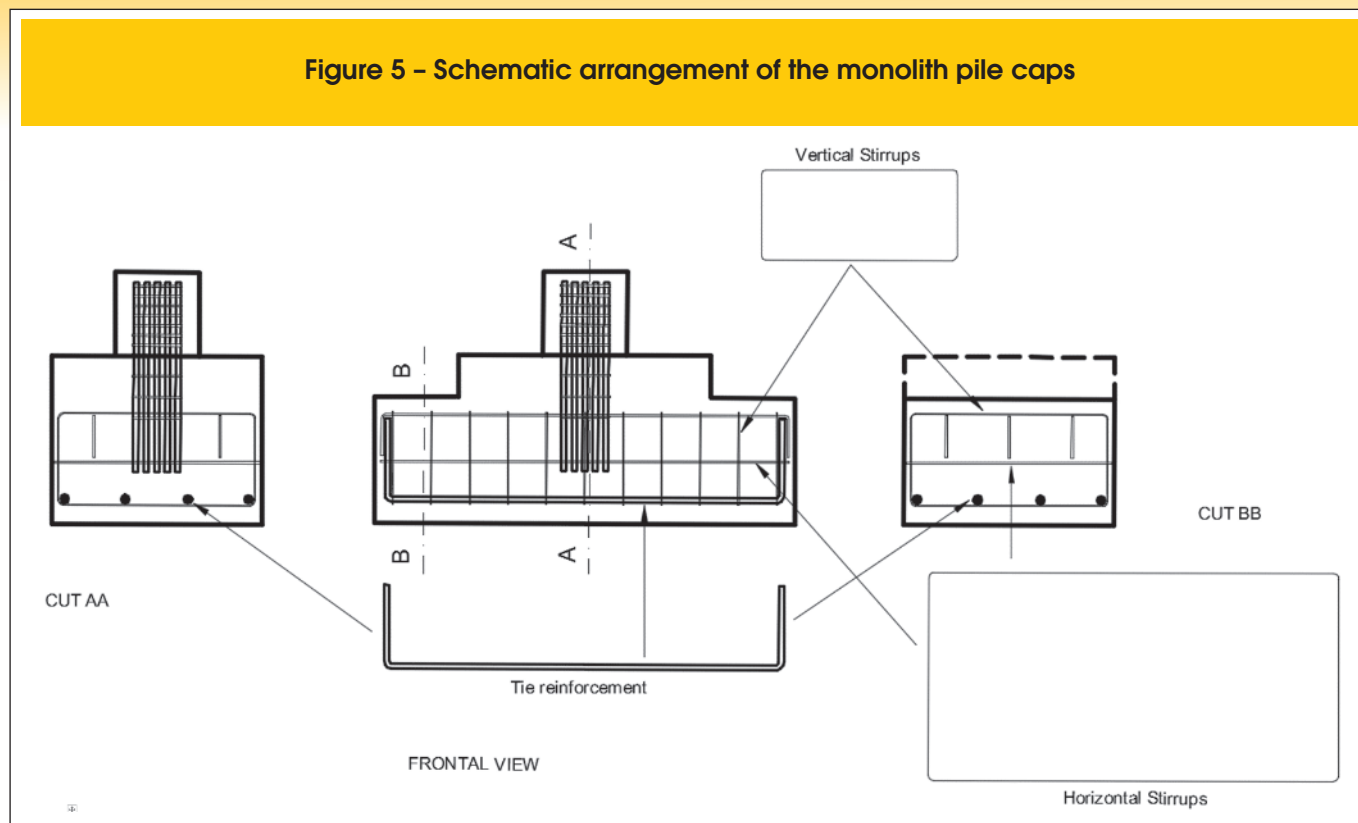 Figure 5 – Schematic arrangement of the monolith pile caps
Vertical Stirrups
A
B
B
A
CUT AA
CUT BB
Tie reinforcement
FRONTAL VIEW
Horizontal Stirrups